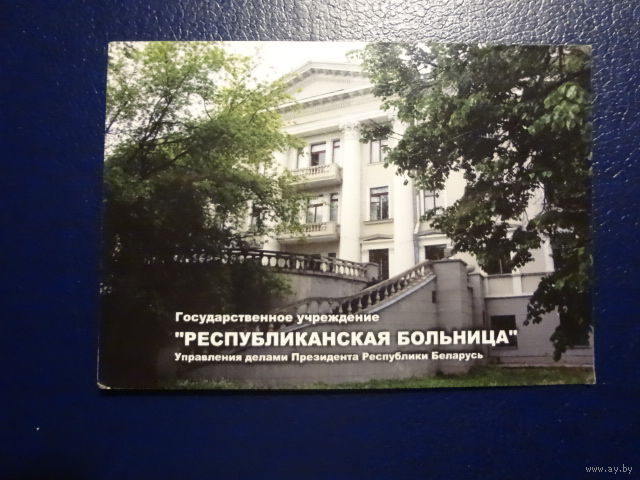 Государственное учреждение
"РЕСПУБЛИКАНСКАЯ БОЛЬНИЦА"
Управления делами Президента Республики Беларусь
www.ay.by